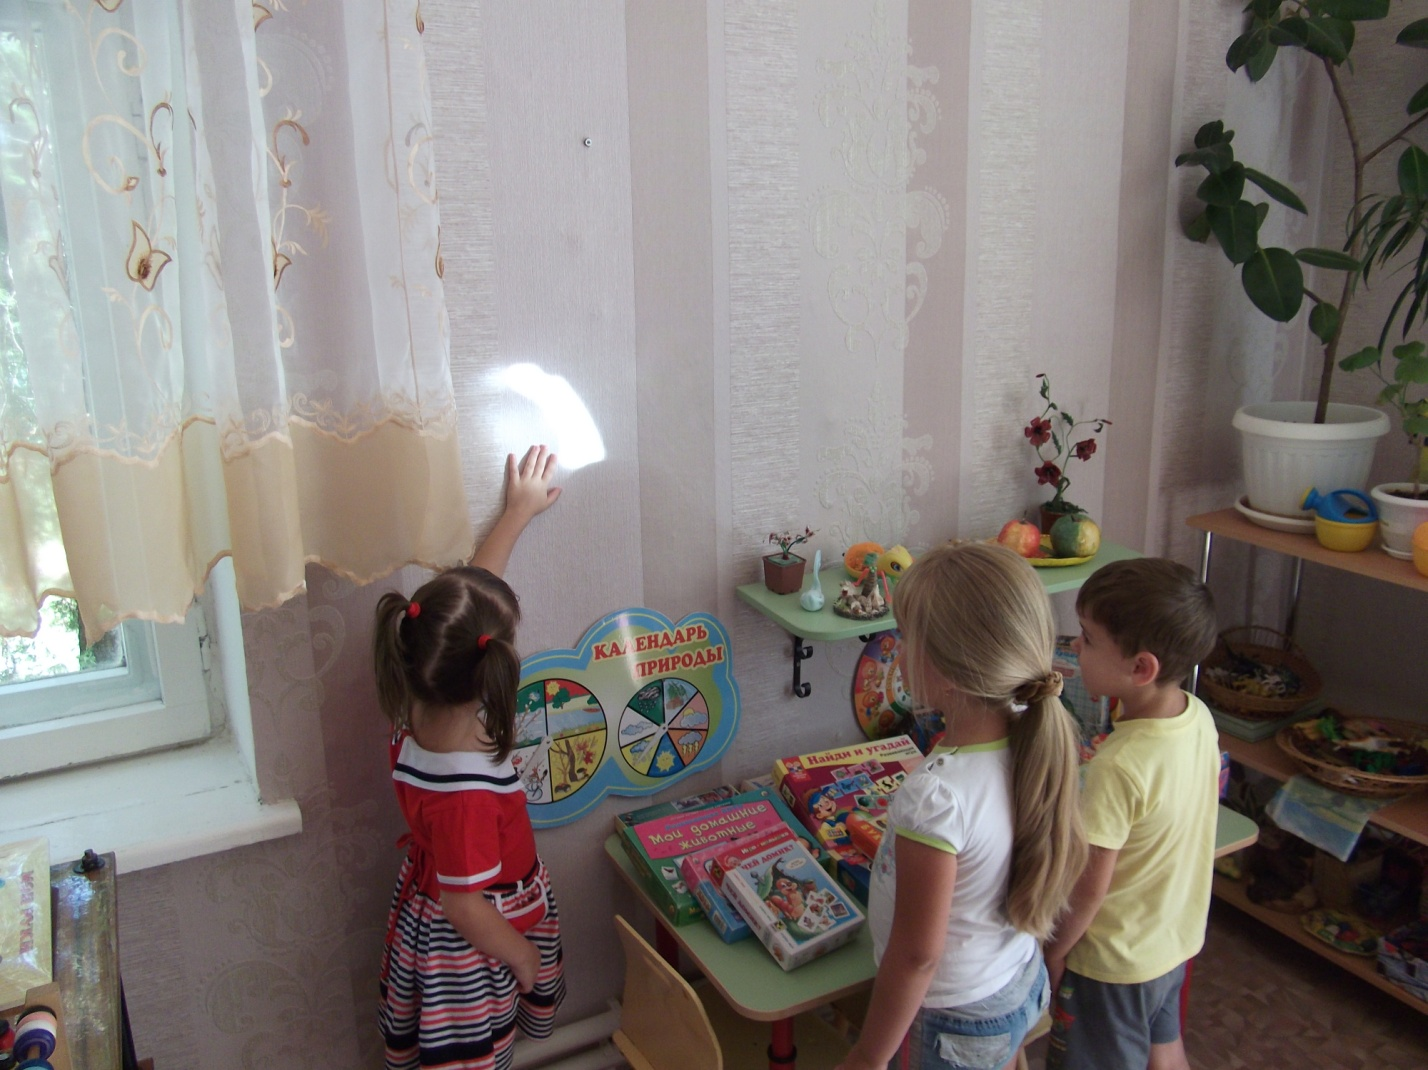 КАЛЕНДАРЬ
ПРИРОДЫ
Найди и угадай
Мои домашние
животные
ЧЕЙ ДОМИК?